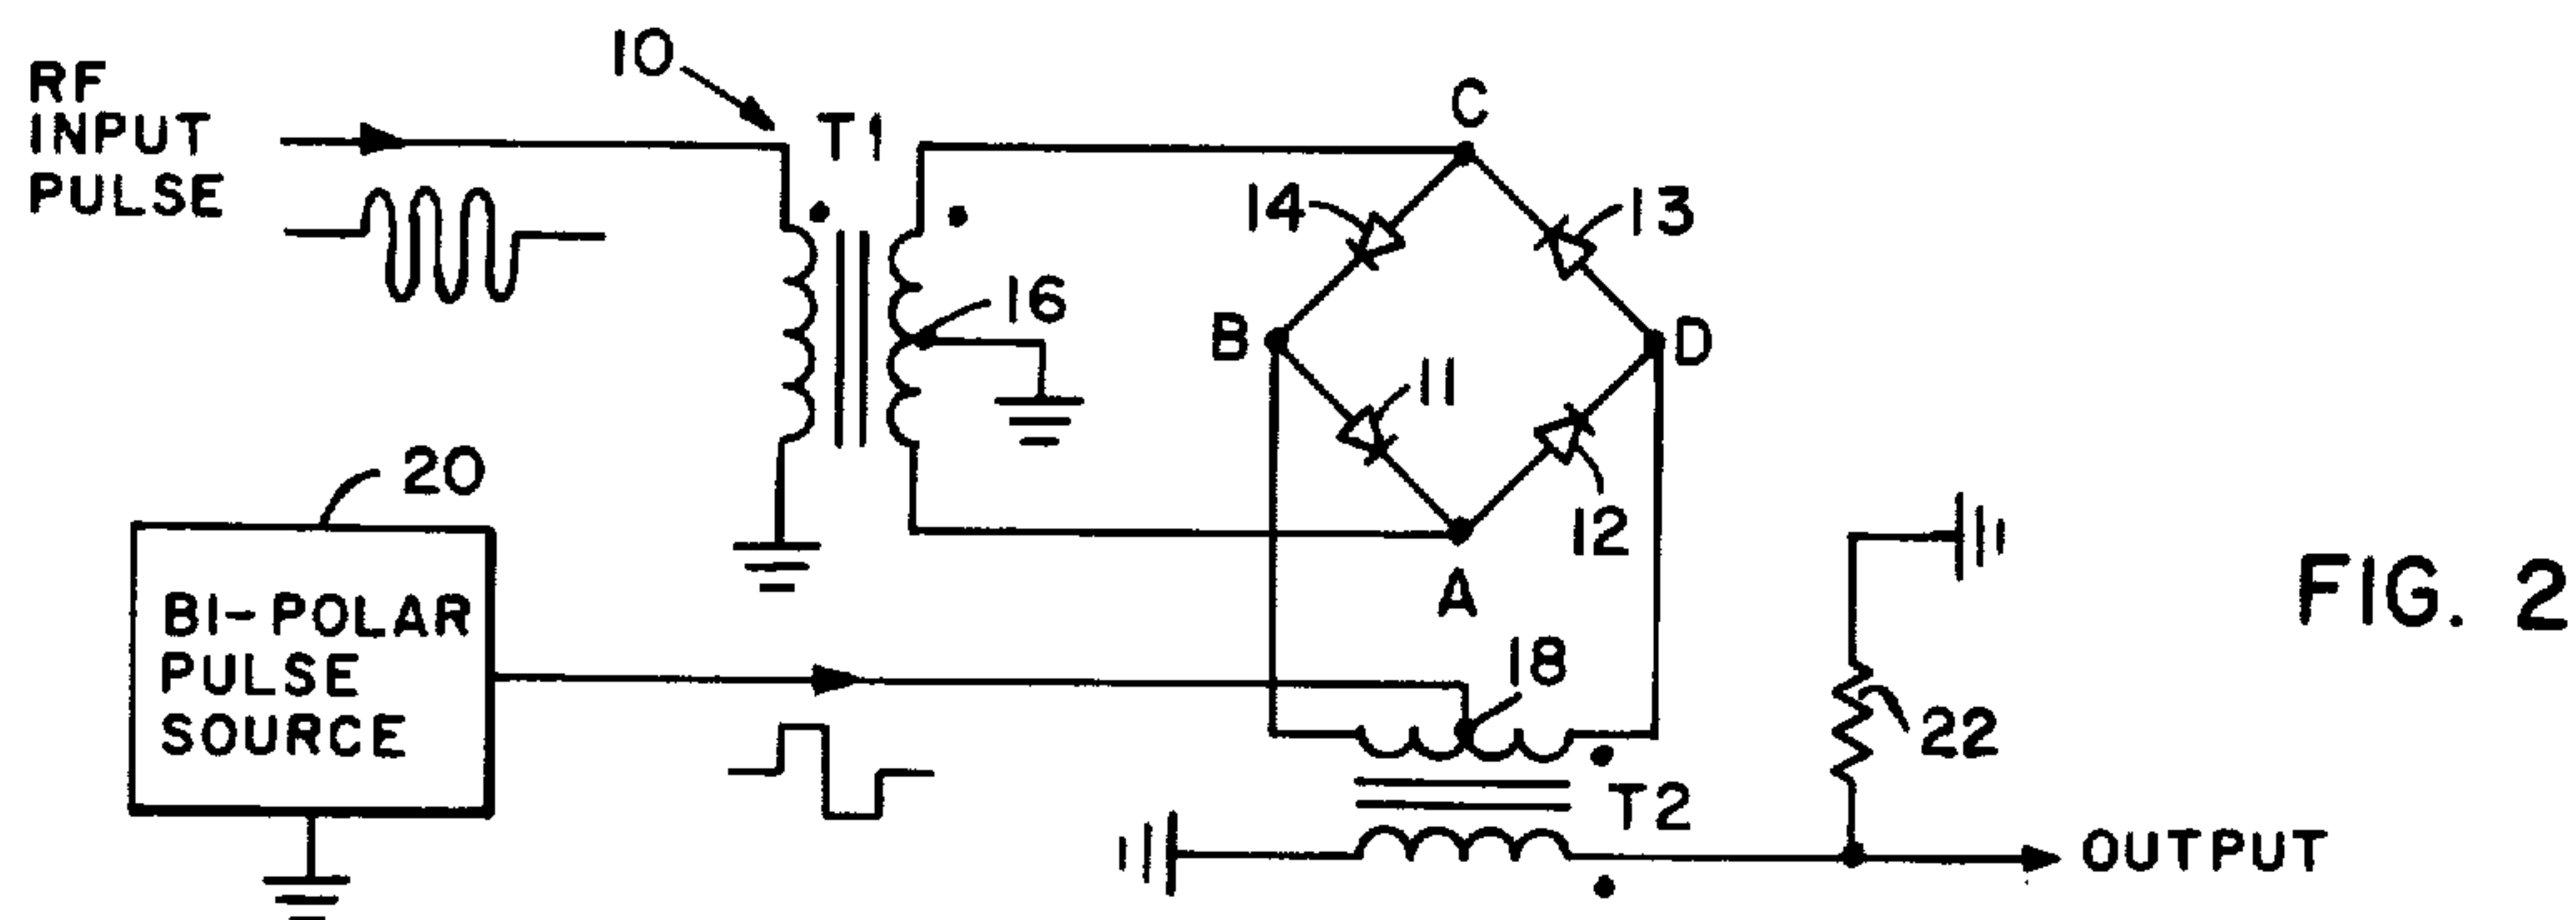 RF
INPUT
PULSE
10
T1
C
14
13
16
B
D
11
20
12
A
BI-POLAR
PULSE
SOURCE
18
22
T2
OUTPUT
FIG. 2